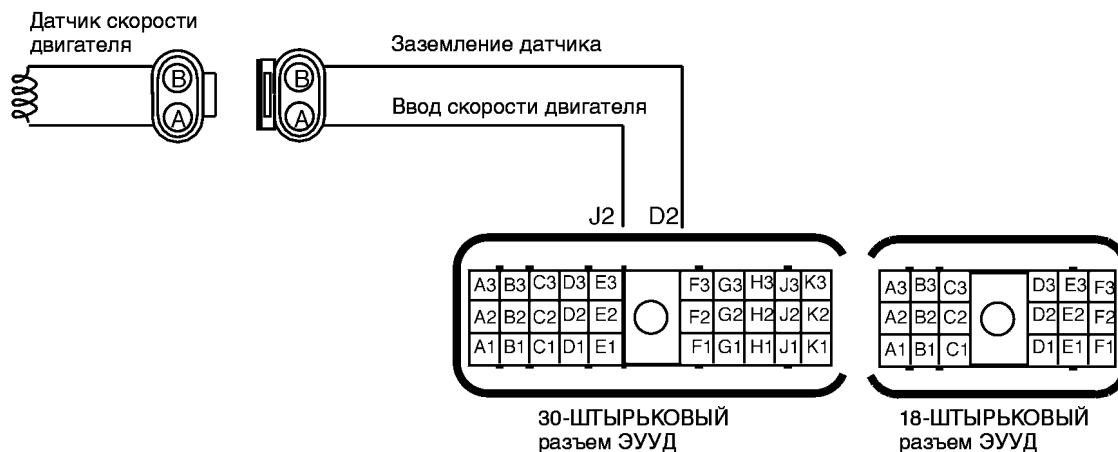 Датчик скорости
двигателя
B
A
B
A
Заземление датчика
Ввод скорости двигателя
J2 D2
A3 B3 C3 D3 E3 F3 G3 H3 J3 K3
A2 B2 C2 D2 E2 F2 G2 H2 J2 K2
A1 B1 C1 D1 E1 F1 G1 H1 J1 K1
30-ШТЫРЬКОВЫЙ
разъем ЭУУД
A3 B3 C3 D3 E3 F3
A2 B2 C2 D2 E2 F2
A1 B1 C1 D1 E1 F1
18-ШТЫРЬКОВЫЙ
разъем ЭУУД